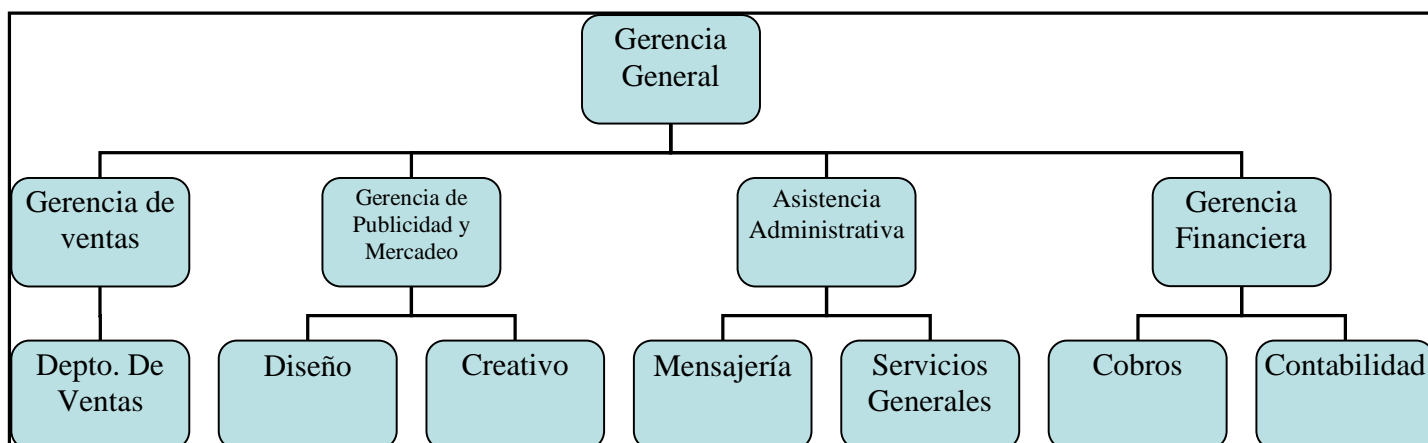 Gerencia
General
Gerencia de
ventas
Gerencia de
Publicidad y
Mercadeo
Asistencia
Administrativa
Gerencia
Financiera
Depto. De
Ventas
Diseño
Creativo
Mensajería
Servicios
Generales
Cobros
Contabilidad